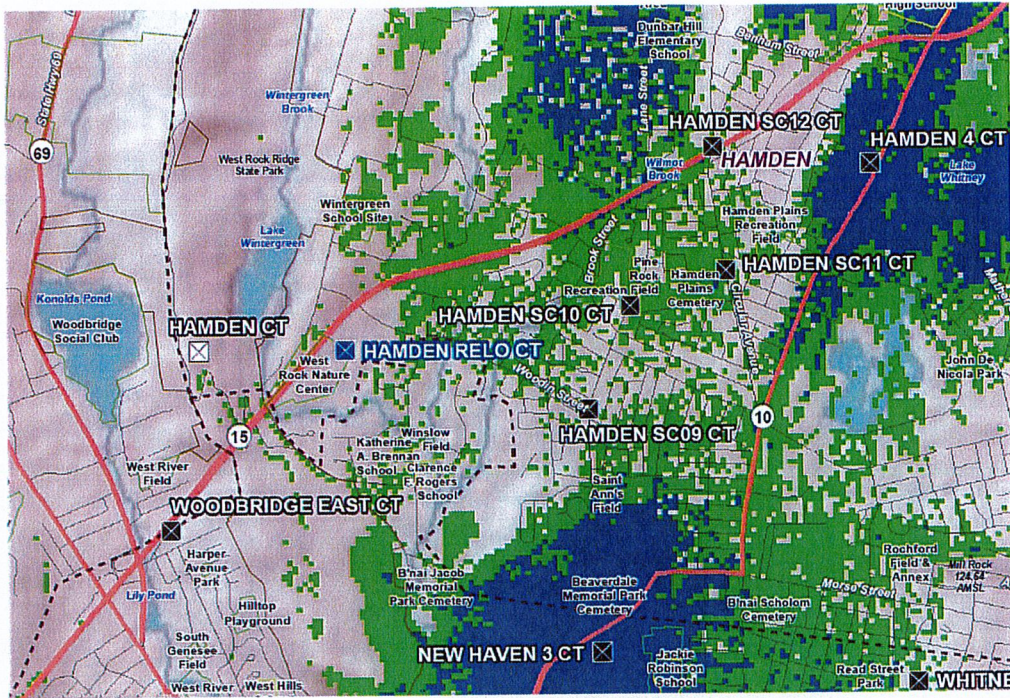 High School
Dunbar Hill
Elementary
School
Benham Street
State Hwy 69
Lane Street
Wintergreen
Brook
HAMDEN SC12 CT
HAMDEN 4 CT
69
HAMDEN
West Rock Ridge
State Park
Wilmot
Brook
Lake
Whitney
Wintergreen
School Site
Hamden Plains
Recreation
Field
Lake
Wintergreen
Brook Street
Pine
Rock
Recreation Field
Hamden
Plains
Cemetery
HAMDEN SC11 CT
Konolds Pond
Woodbridge
Social Club
HAMDEN SC10 CT
Circular Avenue
HAMDEN CT
HAMDEN RELO CT
West
Rock Nature
Center
Woodin Street
John De
Nicola Park
15
10
HAMDEN SC09 CT
Winslow
Field
Katherine
A. Brennan
School
Clarence
F. Rogers
School
West River
Field
Saint
Ann's
Field
WOODBRIDGE EAST CT
Harper
Avenue
Park
B'nai Jacob
Memorial
Park Cemetery
Beaverdale
Memorial Park
Cemetery
Morse Street
Rochford
Field &
Annex
Mill Rock
124.64
AMSL
Lily Pond
Hilltop
Playground
B'nai Scholom
Cemetery
South
Genesee
Field
NEW HAVEN 3 CT
Jackie
Robinson
School
Read Street
Park
WHITNE
West River
West Hills